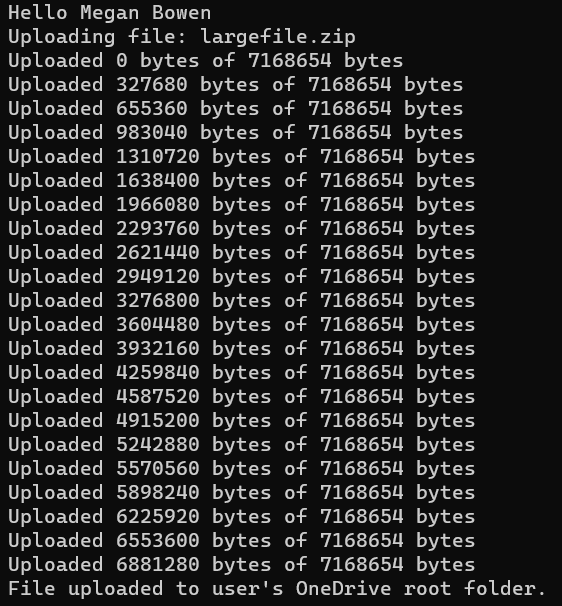 Hello Megan Bowen
Uploading file: largefile.zip
Uploaded 0 bytes of 7168654 bytes
Uploaded 327680 bytes of 7168654 bytes
Uploaded 655360 bytes of 7168654 bytes
Uploaded 983040 bytes of 7168654 bytes
Uploaded 1310720 bytes of 7168654 bytes
Uploaded 1638400 bytes of 7168654 bytes
Uploaded 1966080 bytes of 7168654 bytes
Uploaded 2293760 bytes of 7168654 bytes
Uploaded 2621440 bytes of 7168654 bytes
Uploaded 2949120 bytes of 7168654 bytes
Uploaded 3276800 bytes of 7168654 bytes
Uploaded 3604480 bytes of 7168654 bytes
Uploaded 3932160 bytes of 7168654 bytes
Uploaded 4259840 bytes of 7168654 bytes
Uploaded 4587520 bytes of 7168654 bytes
Uploaded 4915200 bytes of 7168654 bytes
Uploaded 5242880 bytes of 7168654 bytes
Uploaded 5570560 bytes of 7168654 bytes
Uploaded 5898240 bytes of 7168654 bytes
Uploaded 6225920 bytes of 7168654 bytes
Uploaded 6553600 bytes of 7168654 bytes
Uploaded 6881280 bytes of 7168654 bytes
File uploaded to user's OneDrive root folder.